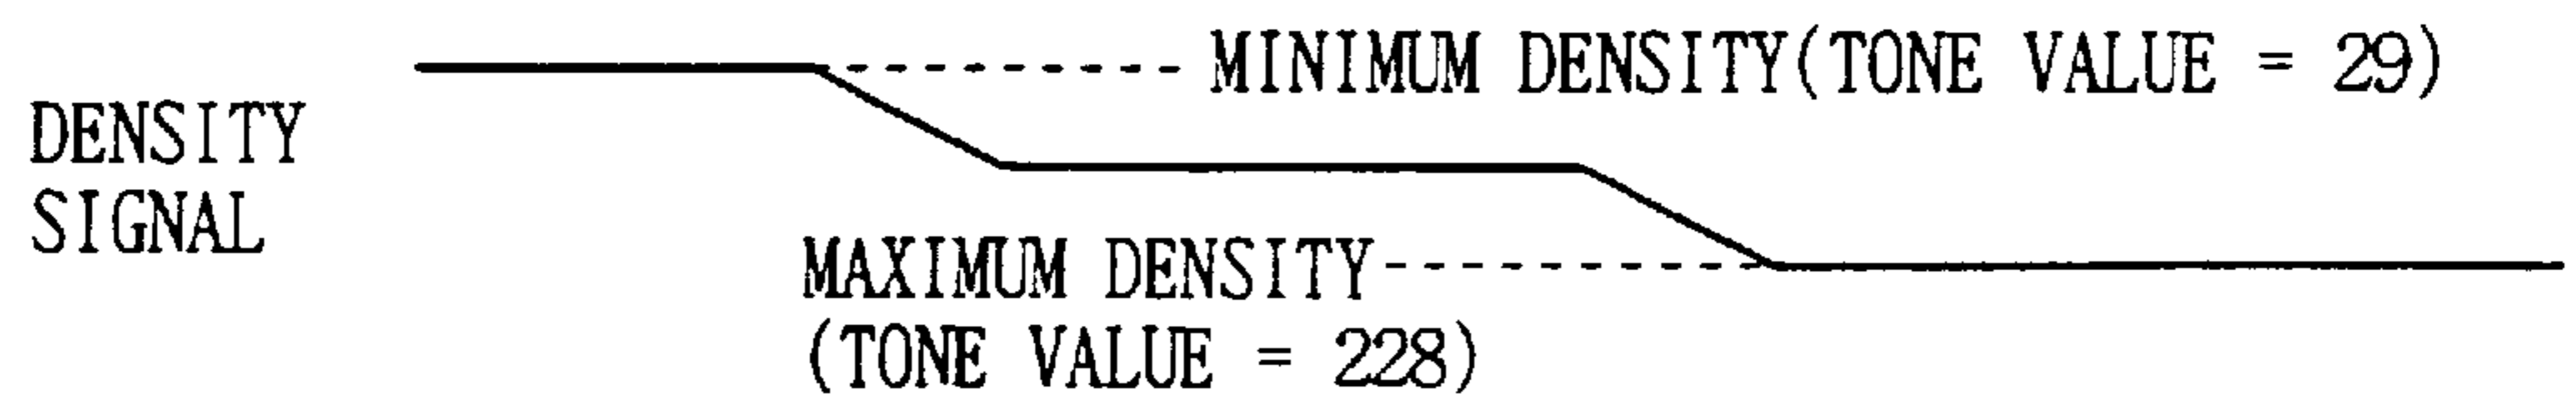 MINIMUM DENSITY(TONE VALUE = 29)
DENSITY
SIGNAL
MAXIMUM DENSITY
(TONE VALUE = 228)